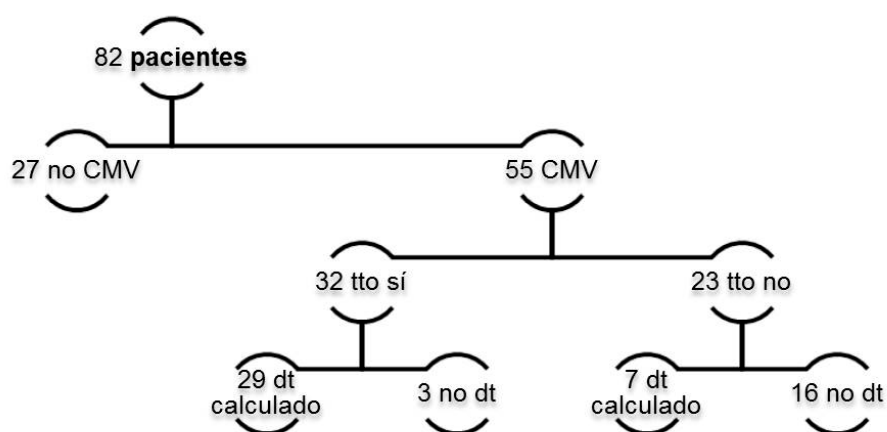 82 pacientes
27 no CMV
55 CMV
32 tto sí
23 tto no
29 dt
calculado
3 no dt
7 dt
calculado
16 no dt